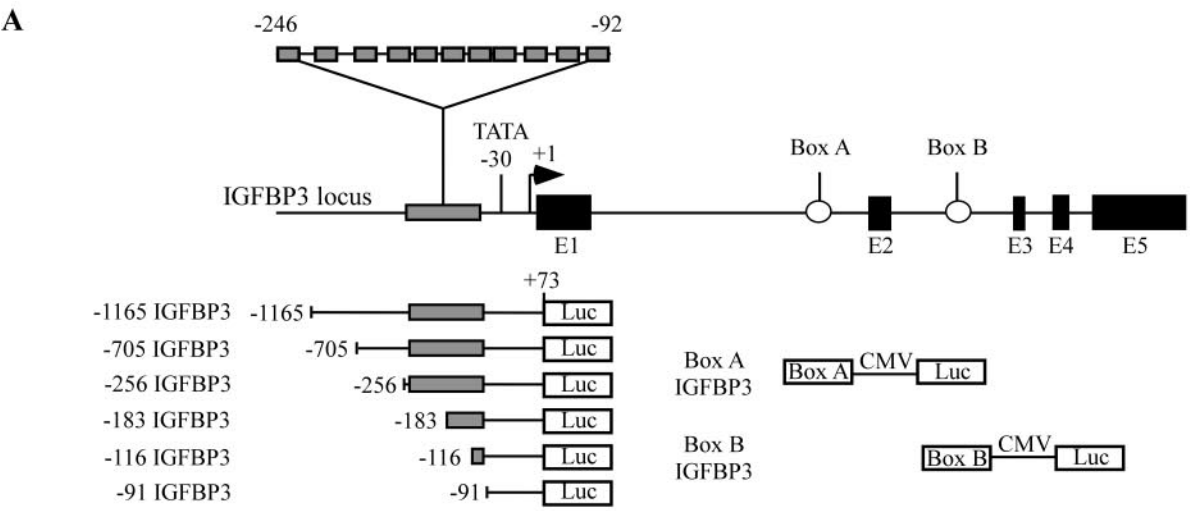 A
-246 -92
TATA
-30 +1
Box A Box B
IGFBP3 locus
E1 E2 E3 E4 E5
+73
-1165 IGFBP3 -1165 Luc
-705 IGFBP3 -705 Luc
-256 IGFBP3 -256 Luc
-183 IGFBP3 -183 Luc
-116 IGFBP3 -116 Luc
-91 IGFBP3 -91 Luc
Box A
IGFBP3
Box A CMV Luc
Box B
IGFBP3
Box B CMV Luc